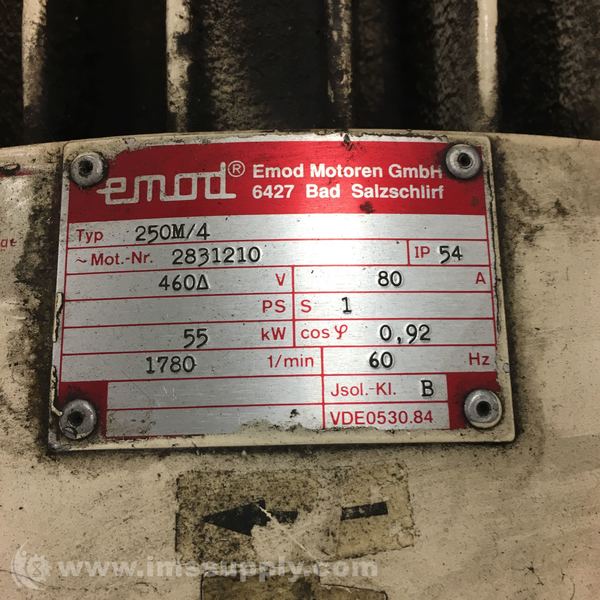 emod® Emod Motoren GmbH
6427 Bad Salzschlirf
Typ 250M/4
~Mot.-Nr. 2831210 IP 54
460Δ V 80 A
PS S 1
55 kW cos φ 0,92
1780 1/min 60 Hz
Jsol.-Kl. B
VDE0530.84
© www.imssupply.com